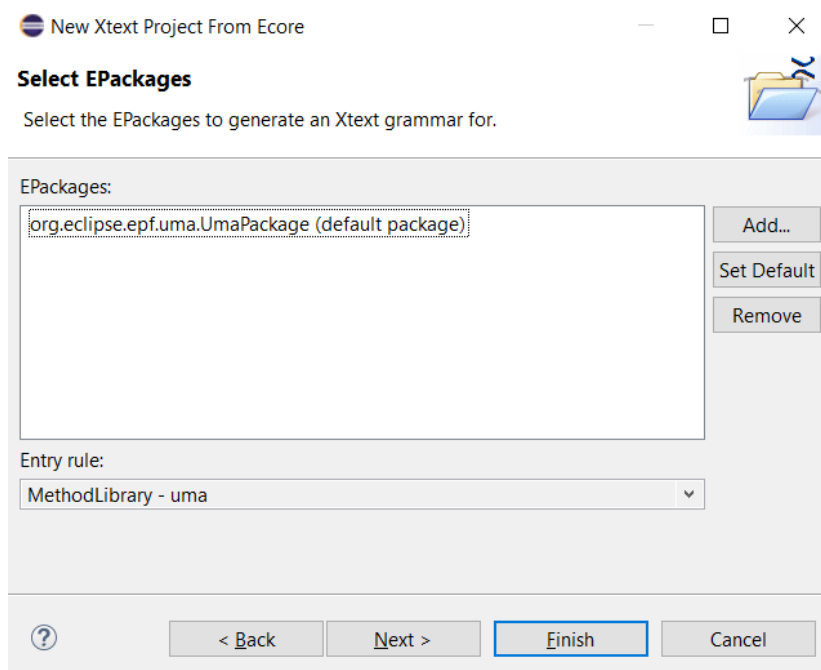 New Xtext Project From Ecore
Select EPackages
Select the EPackages to generate an Xtext grammar for.
EPackages:
org.eclipse.epf.uma.UmaPackage (default package)
Add...
Set Default
Remove
Entry rule:
MethodLibrary - uma
?
< Back
Next >
Finish
Cancel